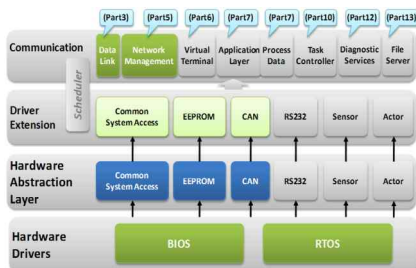 (Part3) (Part5) (Part6) (Part7) (Part7) (Part10) (Part12) (Part13)
Communication
Data Link
Network Management
Virtual Terminal
Application Layer
Process Data
Task Controller
Diagnostic Services
File Server
Scheduler
Driver Extension
Common System Access
EEPROM
CAN
RS232
Sensor
Actor
Hardware Abstraction Layer
Common System Access
EEPROM
CAN
RS232
Sensor
Actor
Hardware Drivers
BIOS
RTOS